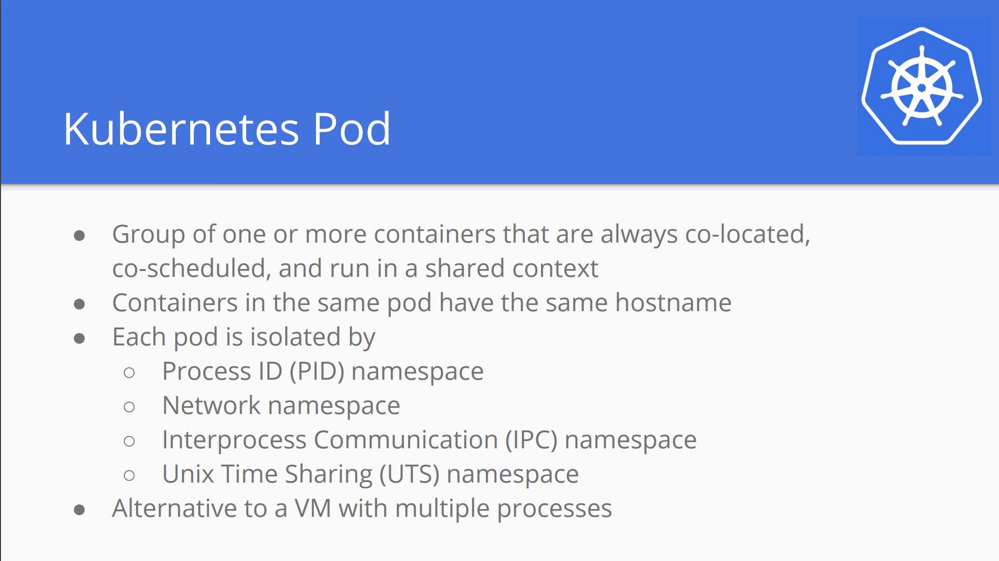 Kubernetes Pod
● Group of one or more containers that are always co-located,
co-scheduled, and run in a shared context
● Containers in the same pod have the same hostname
● Each pod is isolated by
○ Process ID (PID) namespace
○ Network namespace
○ Interprocess Communication (IPC) namespace
○ Unix Time Sharing (UTS) namespace
● Alternative to a VM with multiple processes